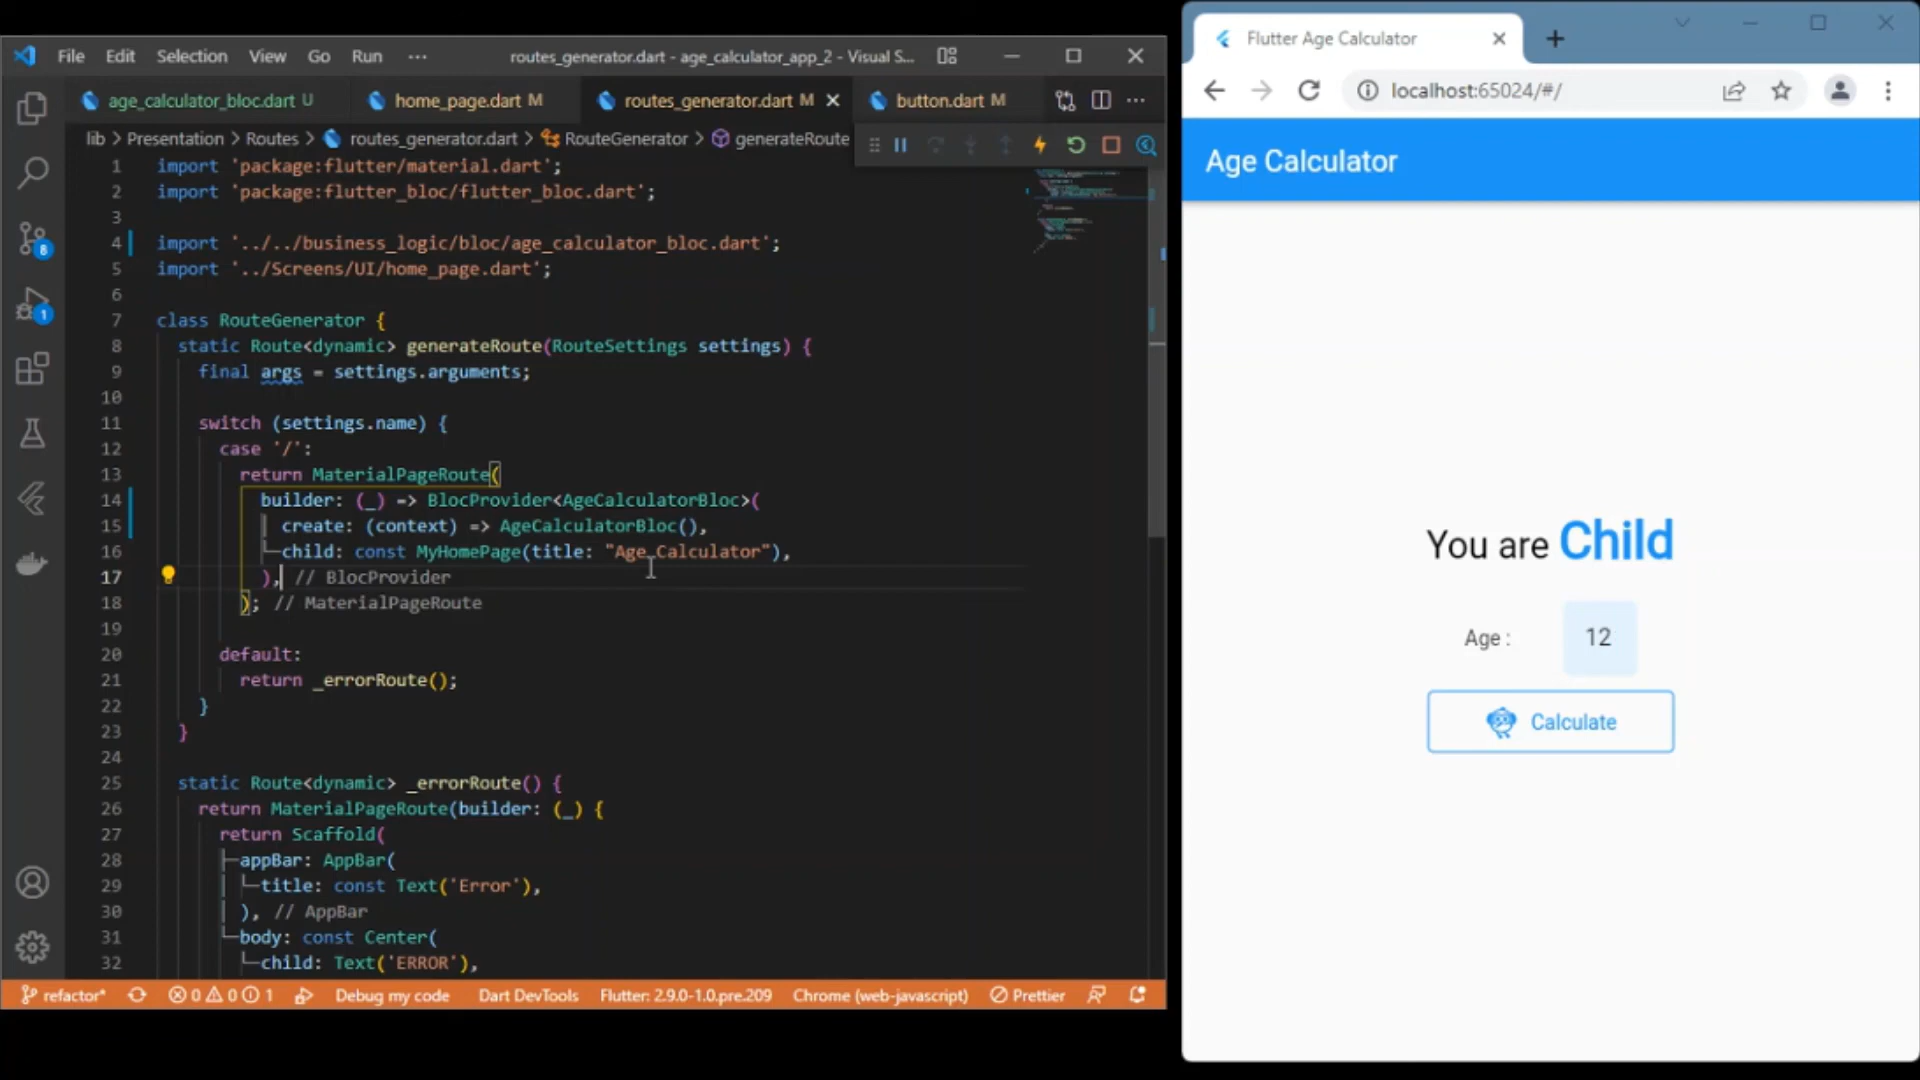 File Edit Selection View Go Run ··· routes_generator.dart - age_calculator_app_2 - Visual S...
age_calculator_bloc.dart U home_page.dart M routes_generator.dart M button.dart M
lib > Presentation > Routes > routes_generator.dart > RouteGenerator > generateRoute
1 import 'package:flutter/material.dart';
2 import 'package:flutter_bloc/flutter_bloc.dart';
3
4 import '../../business_logic/bloc/age_calculator_bloc.dart';
5 import '../Screens/UI/home_page.dart';
6
7 class RouteGenerator {
8 static Route<dynamic> generateRoute(RouteSettings settings) {
9 final args = settings.arguments;
10
11 switch (settings.name) {
12 case '/':
13 return MaterialPageRoute(
14 builder: (_) => BlocProvider<AgeCalculatorBloc>(
15 create: (context) => AgeCalculatorBloc(),
16 child: const MyHomePage(title: "Age_Calculator"),
17 ), // BlocProvider
18 ); // MaterialPageRoute
19
20 default:
21 return _errorRoute();
22 }
23 }
24
25 static Route<dynamic> _errorRoute() {
26 return MaterialPageRoute(builder: (_) {
27 return Scaffold(
28 appBar: AppBar(
29 title: const Text('Error'),
30 ), // AppBar
31 body: const Center(
32 child: Text('ERROR'),
8
1
refactor* 0 0 1 Debug my code Dart DevTools Flutter: 2.9.0-1.0.pre.209 Chrome (web-javascript) Prettier
Flutter Age Calculator
localhost:65024/#/
Age Calculator
You are Child
Age : 12
Calculate